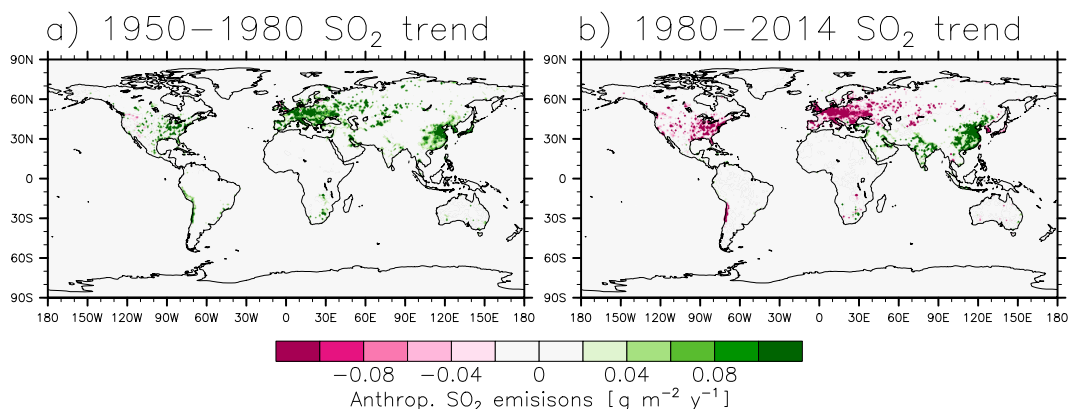 a) 1950−1980 SO₂ trend
b) 1980−2014 SO₂ trend
90N
60N
30N
0
30S
60S
90S
180 150W 120W 90W 60W 30W 0 30E 60E 90E 120E 150E 180
90N
60N
30N
0
30S
60S
90S
180 150W 120W 90W 60W 30W 0 30E 60E 90E 120E 150E 180
−0.08 −0.04 0 0.04 0.08
Anthrop. SO₂ emisisons [g m⁻² y⁻¹]